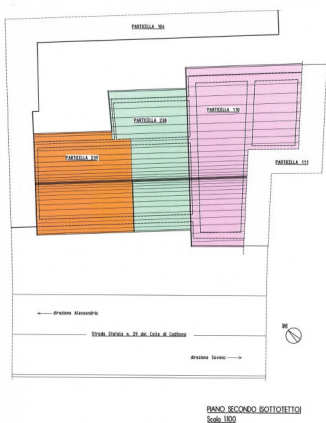 PARTICELLA 104
PARTICELLA 238
PARTICELLA 110
PARTICELLA 239
PARTICELLA 111
direzione Alessandria
Strada Statale n. 29 del Colle di Cadibona
direzione Savona
PIANO SECONDO (SOTTOTETTO)
Scala 1:100